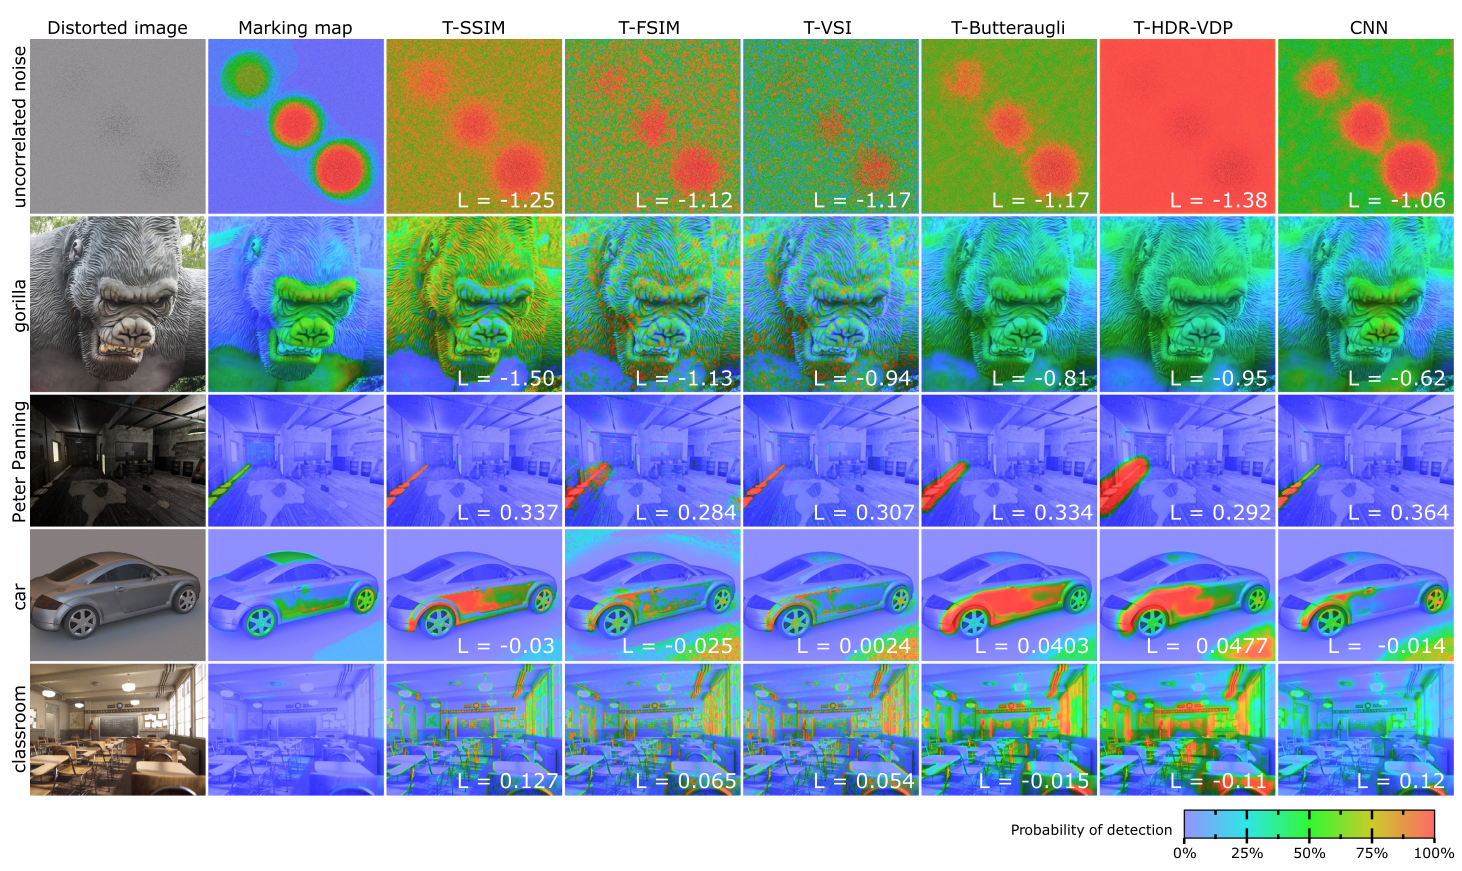 Distorted image Marking map T-SSIM T-FSIM T-VSI T-Butteraugli T-HDR-VDP CNN
uncorrelated noise L = -1.25 L = -1.12 L = -1.17 L = -1.17 L = -1.38 L = -1.06
gorilla L = -1.50 L = -1.13 L = -0.94 L = -0.81 L = -0.95 L = -0.62
Peter Panning L = 0.337 L = 0.284 L = 0.307 L = 0.334 L = 0.292 L = 0.364
car L = -0.03 L = -0.025 L = 0.0024 L = 0.0403 L = 0.0477 L = -0.014
classroom L = 0.127 L = 0.065 L = 0.054 L = -0.015 L = -0.11 L = 0.12
Probability of detection
0% 25% 50% 75% 100%